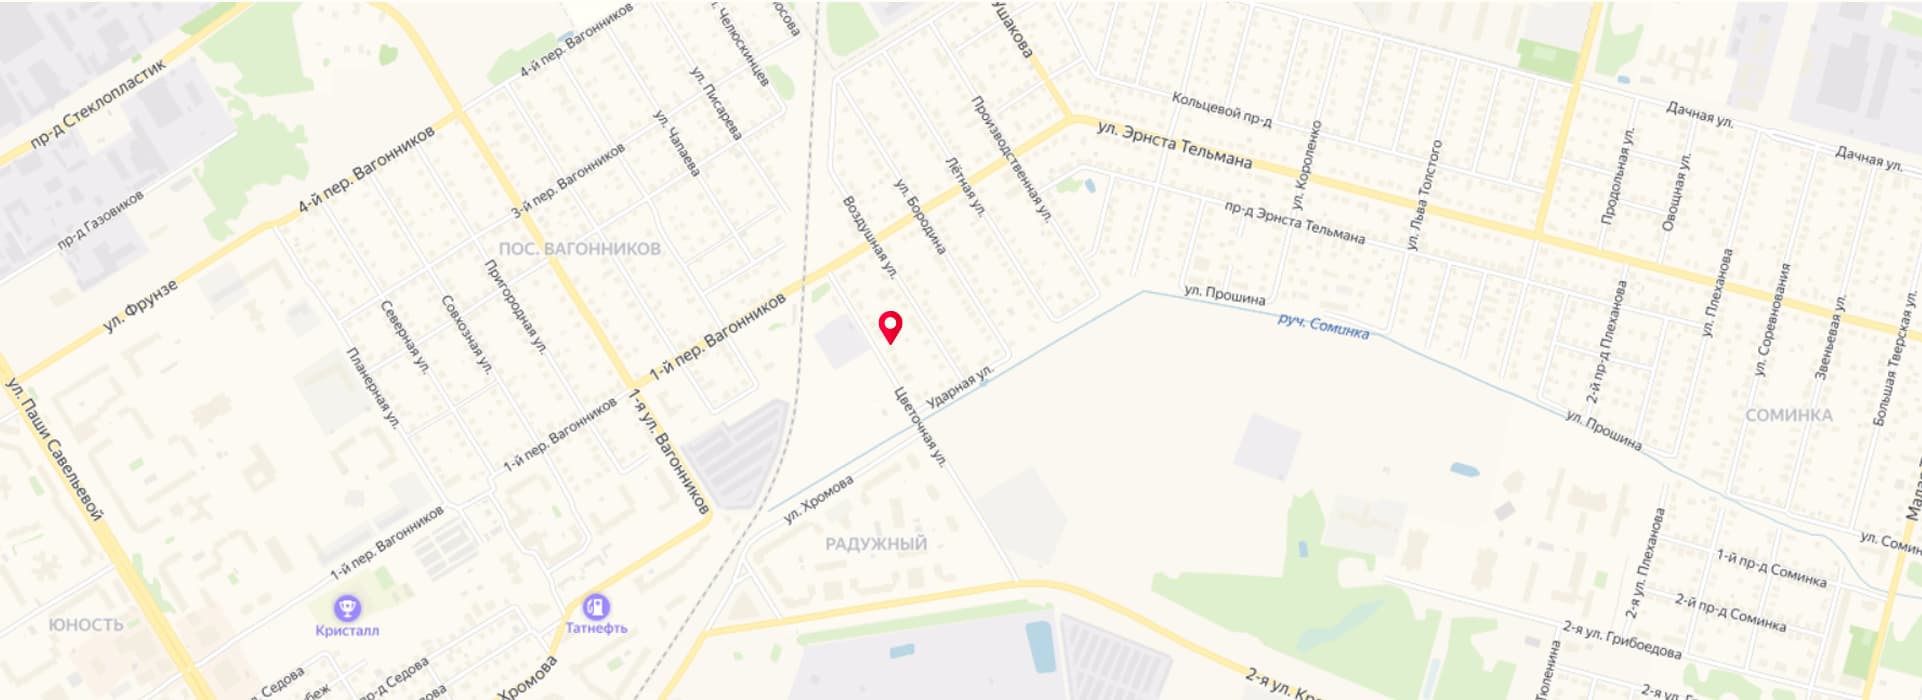 4-й пер. Вагонников
Челюскинцев
ул. Писарева
ул. Чапаева
ушакова
пр-д Стеклопластик
4-й пер. Вагонников
3-й пер. Вагонников
пр-д Газовиков
ул. Фрунзе
ПОС. ВАГОННИКОВ
Производственная ул.
Лётная ул.
ул. Бородина
Воздушная ул.
Кольцевой пр-д
ул. Эрнста Тельмана
пр-д Эрнста Тельмана
ул. Короленко
ул. Льва Толстого
Дачная ул.
Дачная ул.
Продольная ул.
Овощная ул.
ул. Плеханова
2-й пр-д Плеханова
ул. Соревнования
Звеньевая ул.
Большая Тверская ул.
Северная ул.
Совхозная ул.
Пригородная ул.
Планерная ул.
1-й пер. Вагонников
1-й пер. Вагонников
1-й пер. Вагонников
1-я ул. Вагонников
ул. Паши Савельевой
ул. Прошина
руч. Соминка
ул. Прошина
СОМИНКА
Цветочная ул.
Ударная ул.
ул. Хромова
РАДУЖНЫЙ
ЮНОСТЬ
Кристалл
Татнефть
Седова
пр-д Седова
Хромова
2-я ул. Плеханова
ул. Сомин
1-й пр-д Соминка
2-й пр-д Соминка
2-я ул. Грибоедова
Тюленина
2-я ул. Кр
2-я ул. Г